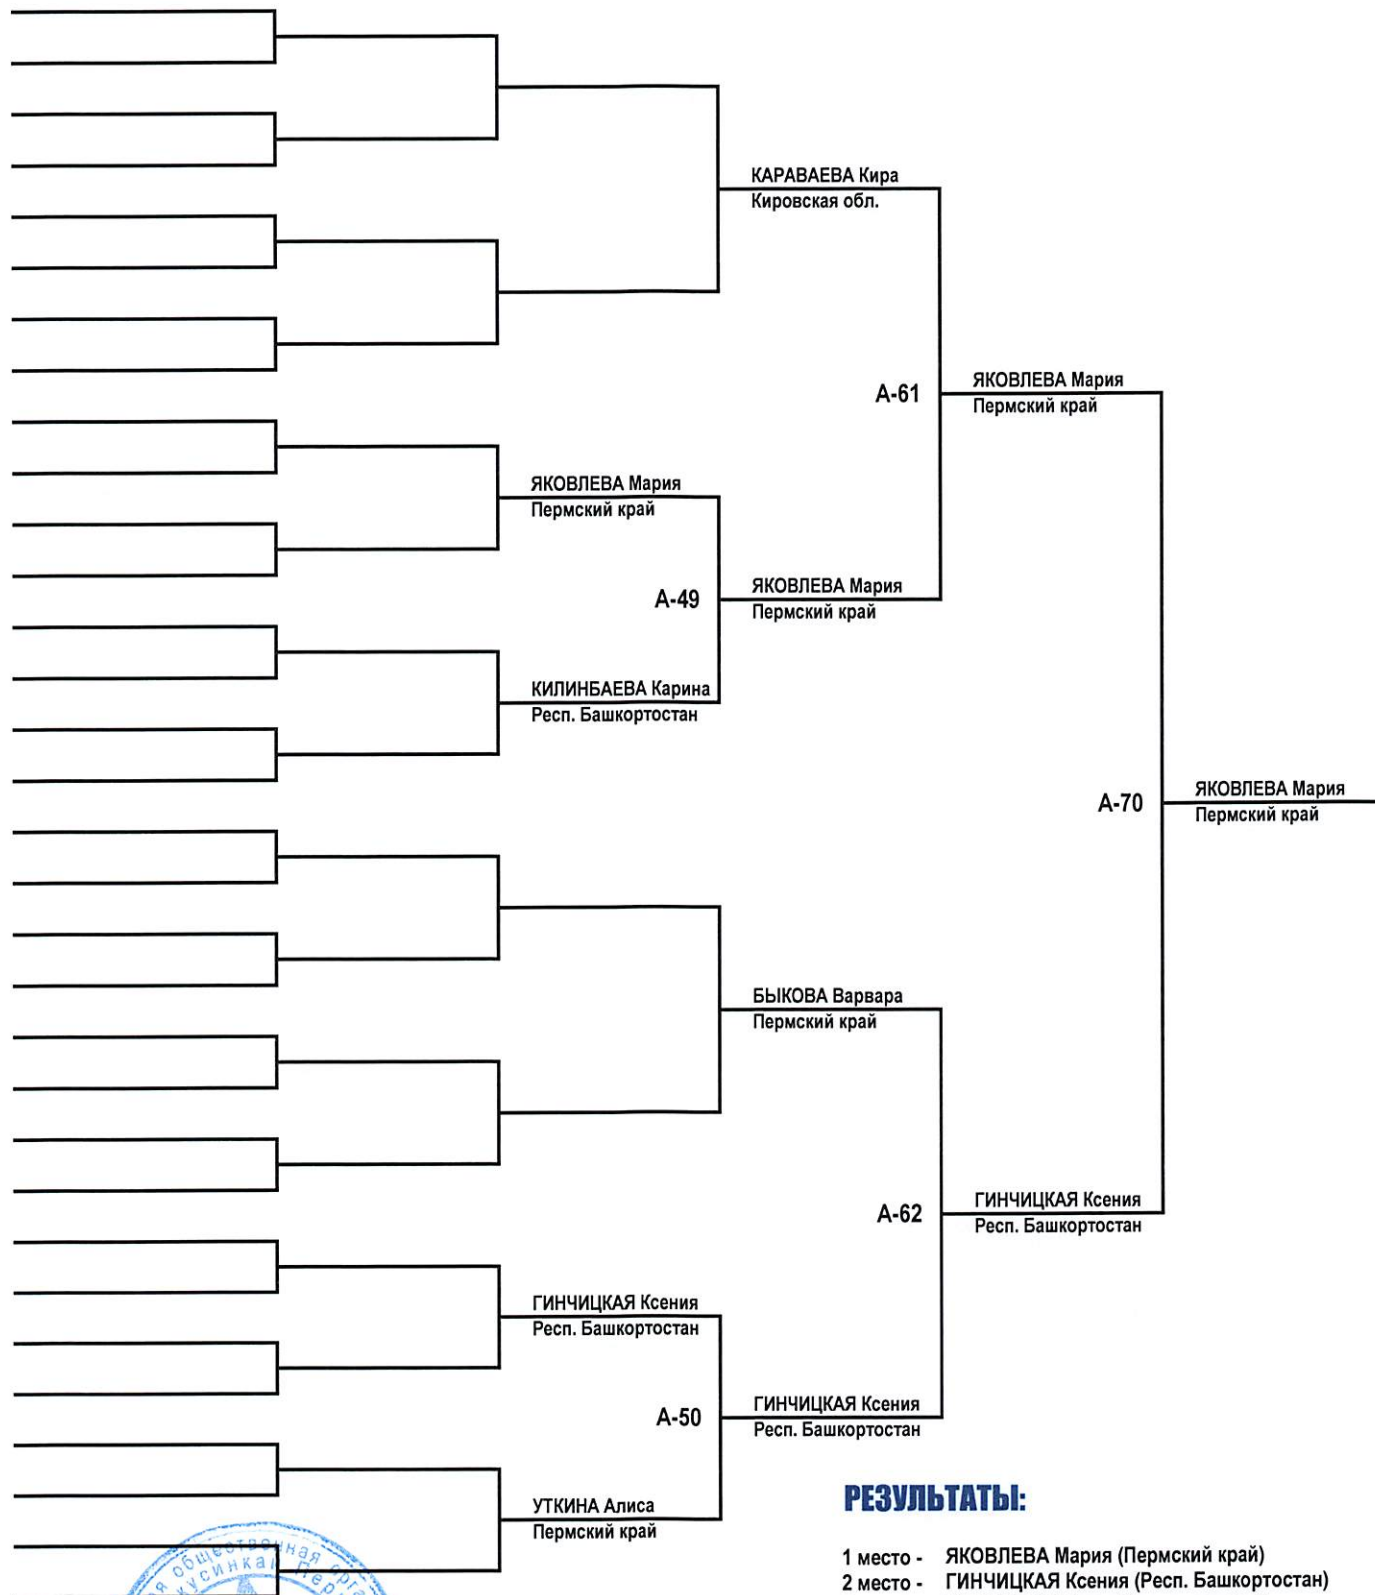 КАРАВАЕВА Кира
Кировская обл.
А-61
ЯКОВЛЕВА Мария
Пермский край
ЯКОВЛЕВА Мария
Пермский край
А-49
ЯКОВЛЕВА Мария
Пермский край
КИЛИНБАЕВА Карина
Респ. Башкортостан
А-70
ЯКОВЛЕВА Мария
Пермский край
БЫКОВА Варвара
Пермский край
А-62
ГИНЧИЦКАЯ Ксения
Респ. Башкортостан
ГИНЧИЦКАЯ Ксения
Респ. Башкортостан
А-50
ГИНЧИЦКАЯ Ксения
Респ. Башкортостан
УТКИНА Алиса
Пермский край
РЕЗУЛЬТАТЫ:
1 место - ЯКОВЛЕВА Мария (Пермский край)
2 место - ГИНЧИЦКАЯ Ксения (Респ. Башкортостан)
общественная